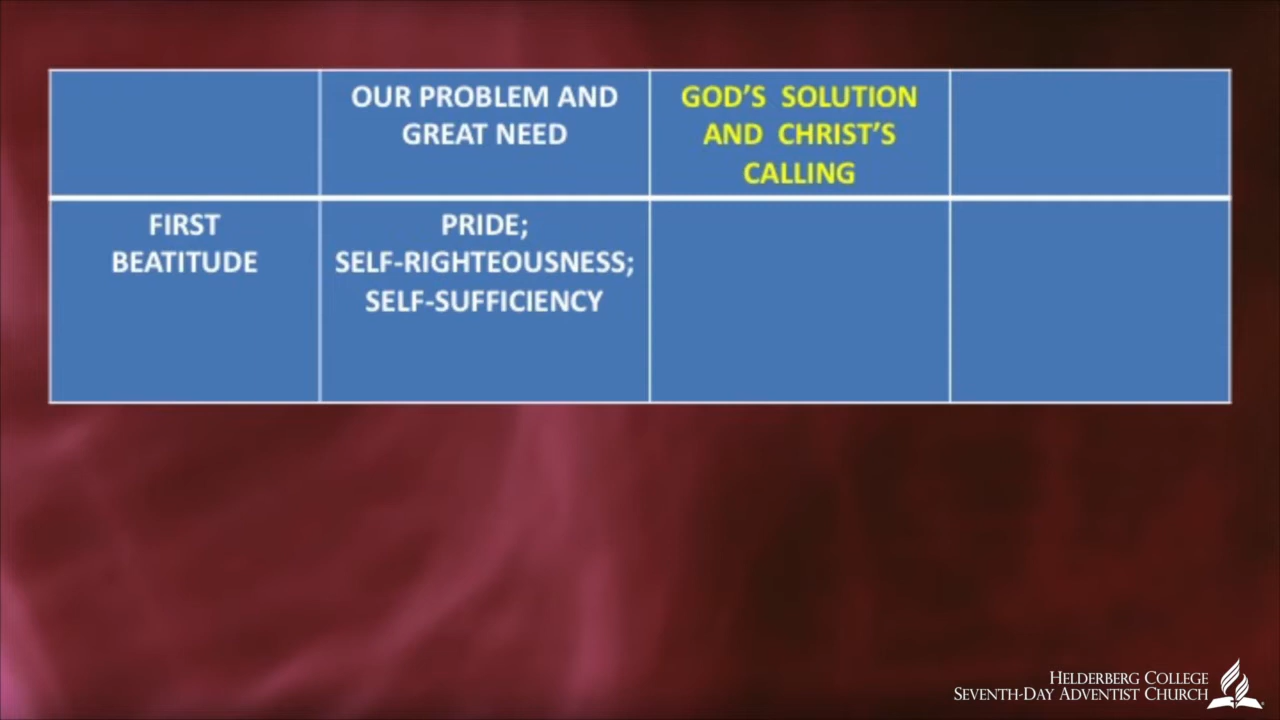 OUR PROBLEM AND
GREAT NEED
GOD'S SOLUTION
AND CHRIST'S
CALLING
FIRST
BEATITUDE
PRIDE;
SELF-RIGHTEOUSNESS;
SELF-SUFFICIENCY
HELDERBERG COLLEGE
SEVENTH-DAY ADVENTIST CHURCH